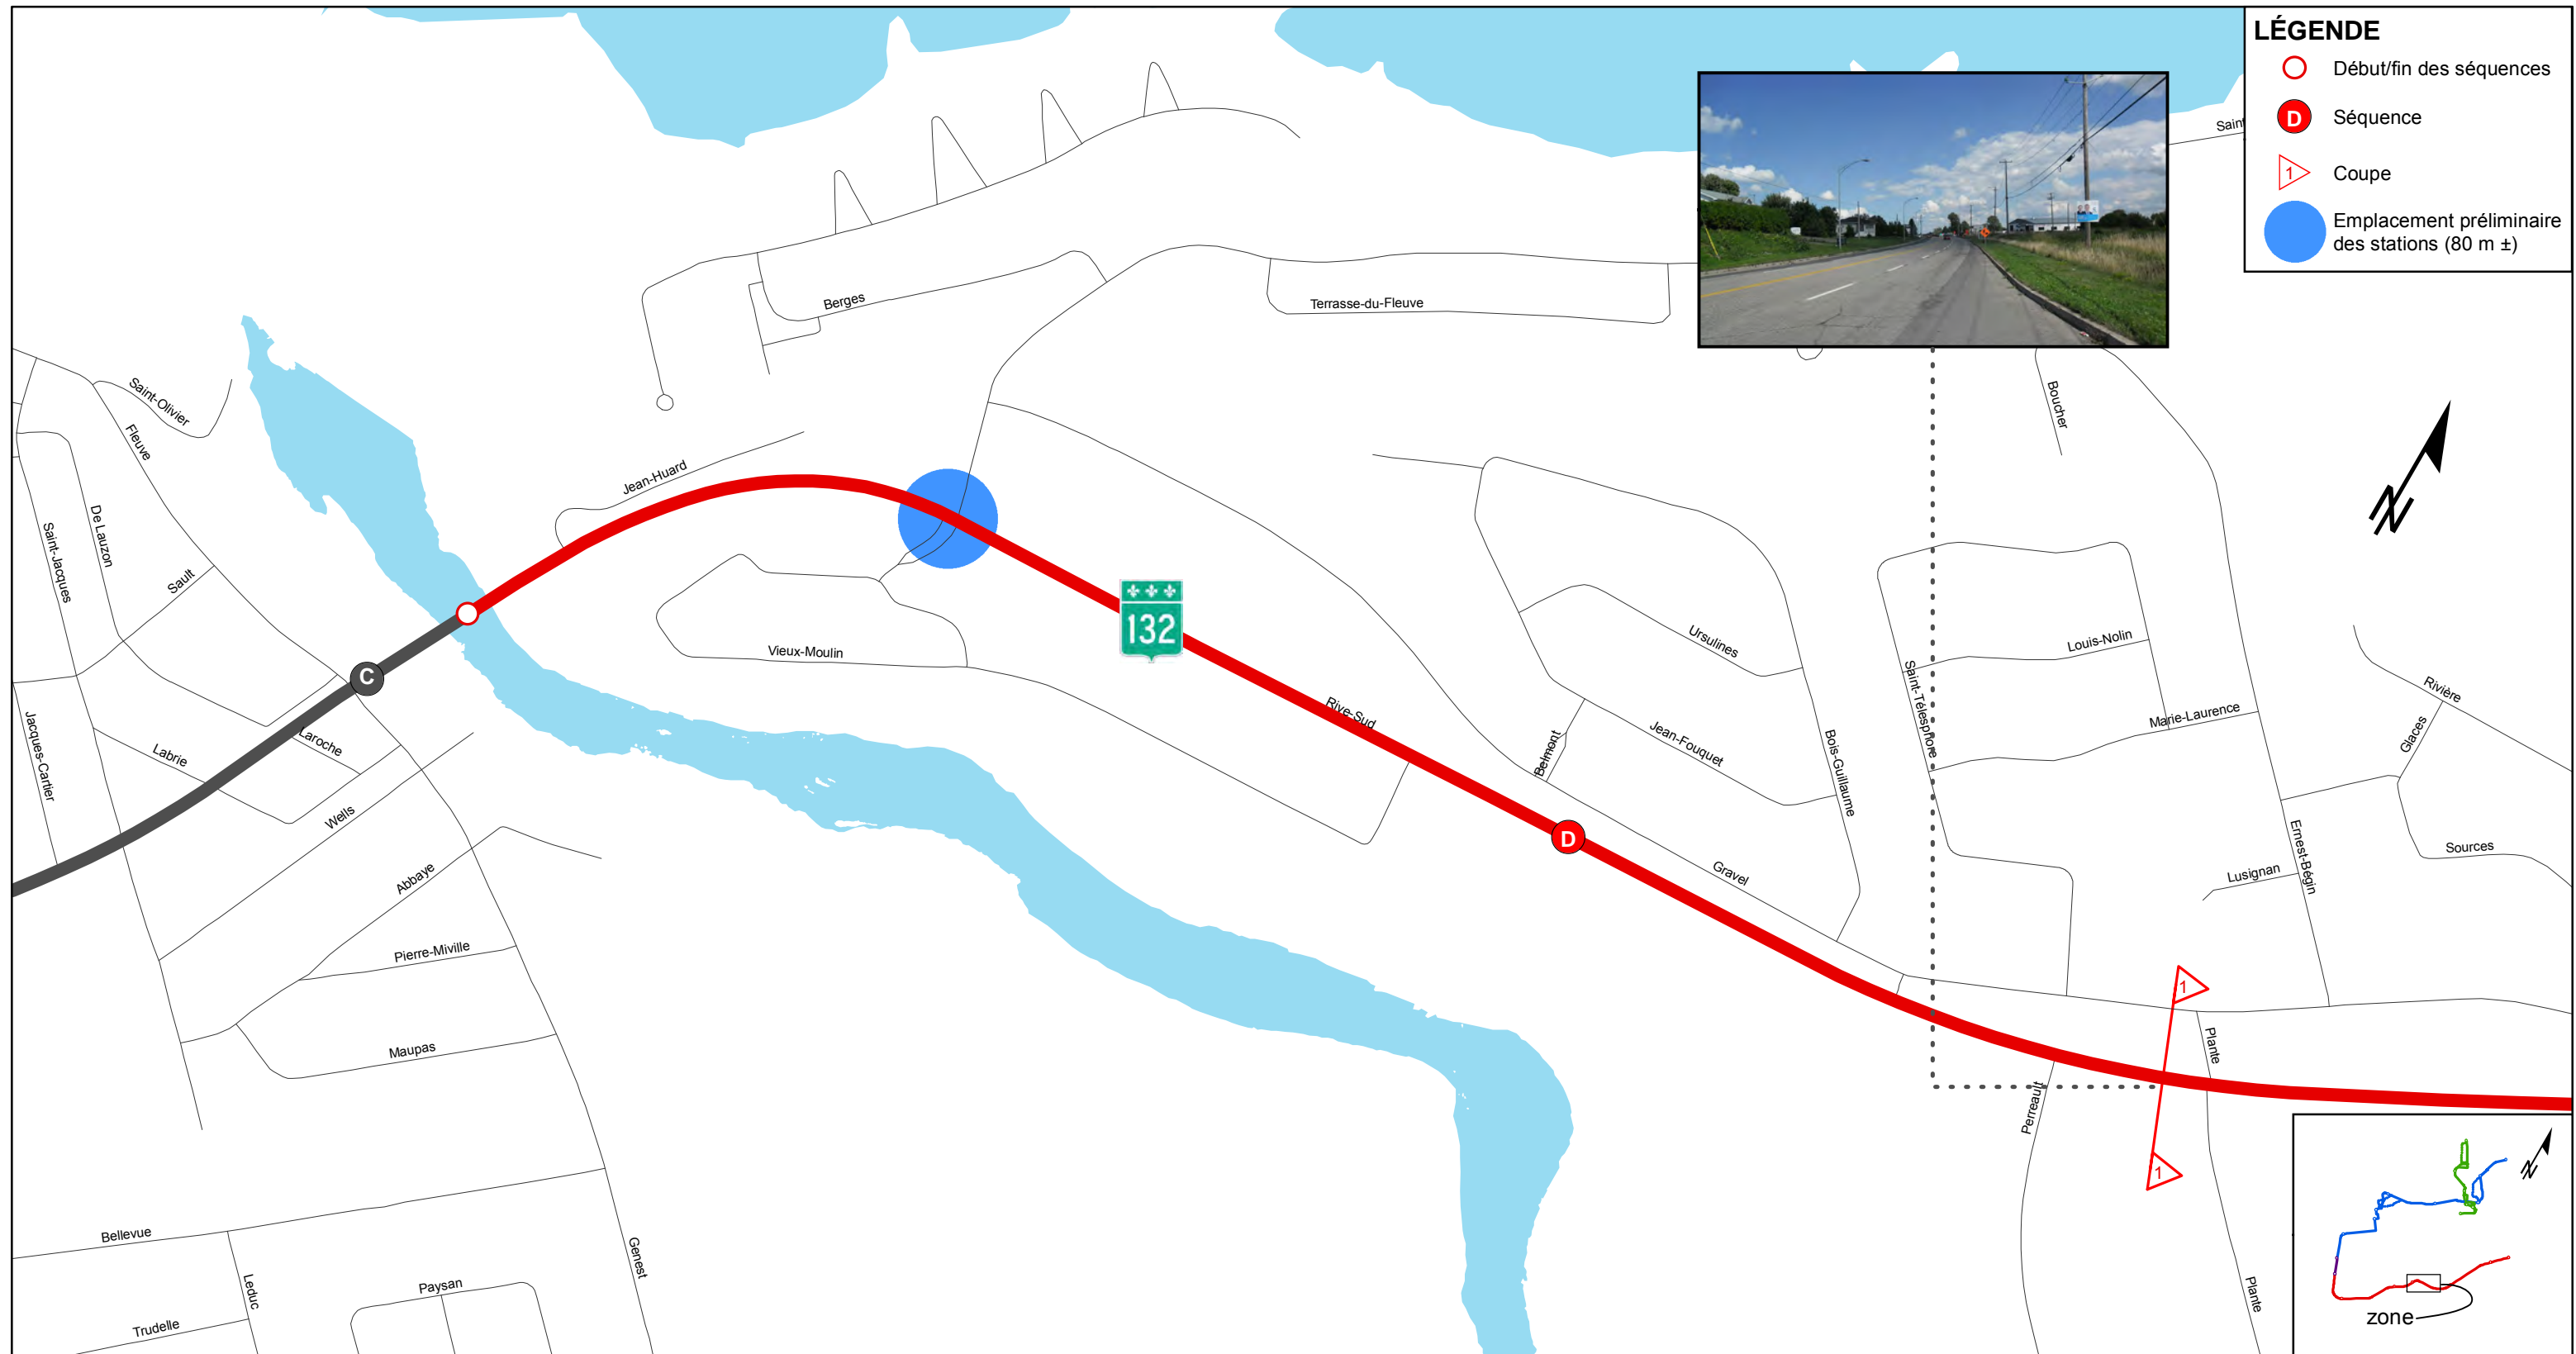 LÉGENDE
Début/fin des séquences
D
Séquence
1
Coupe
Emplacement préliminaire
des stations (80 m ±)
Saint
Berges
Terrasse-du-Fleuve
Saint-Olivier
Fleuve
Boucher
Jean-Huard
De Lauzon
Saint-Jacques
Sault
N
132
Vieux-Moulin
Ursulines
Louis-Nolin
Saint-Télesphore
Rivière
C
Rive-Sud
Marie-Laurence
Glaces
Jacques-Cartier
Labrie
Laroche
Belmont
Jean-Fouquet
Bois-Guillaume
Wells
D
Ernest-Bégin
Sources
Abbaye
Gravel
Lusignan
Pierre-Miville
1
Maupas
Plante
Perreault
1
Bellevue
Genest
Leduc
Paysan
Plante
Trudelle
N
zone